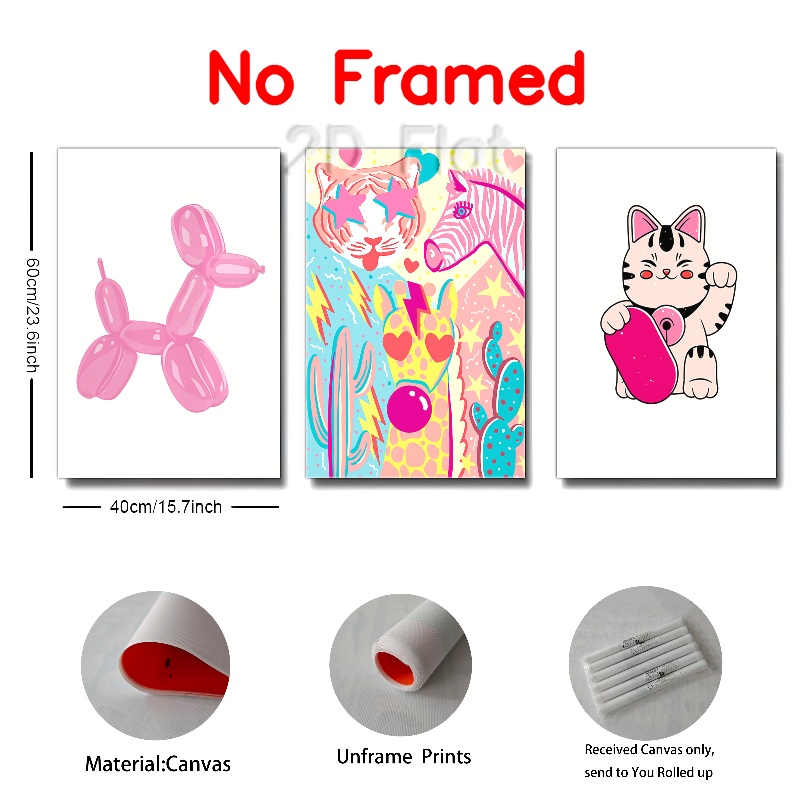 No Framed
2D Flat
60cm/23.6inch
40cm/15.7inch
Material:Canvas
Unframe Prints
Received Canvas only,
send to You Rolled up